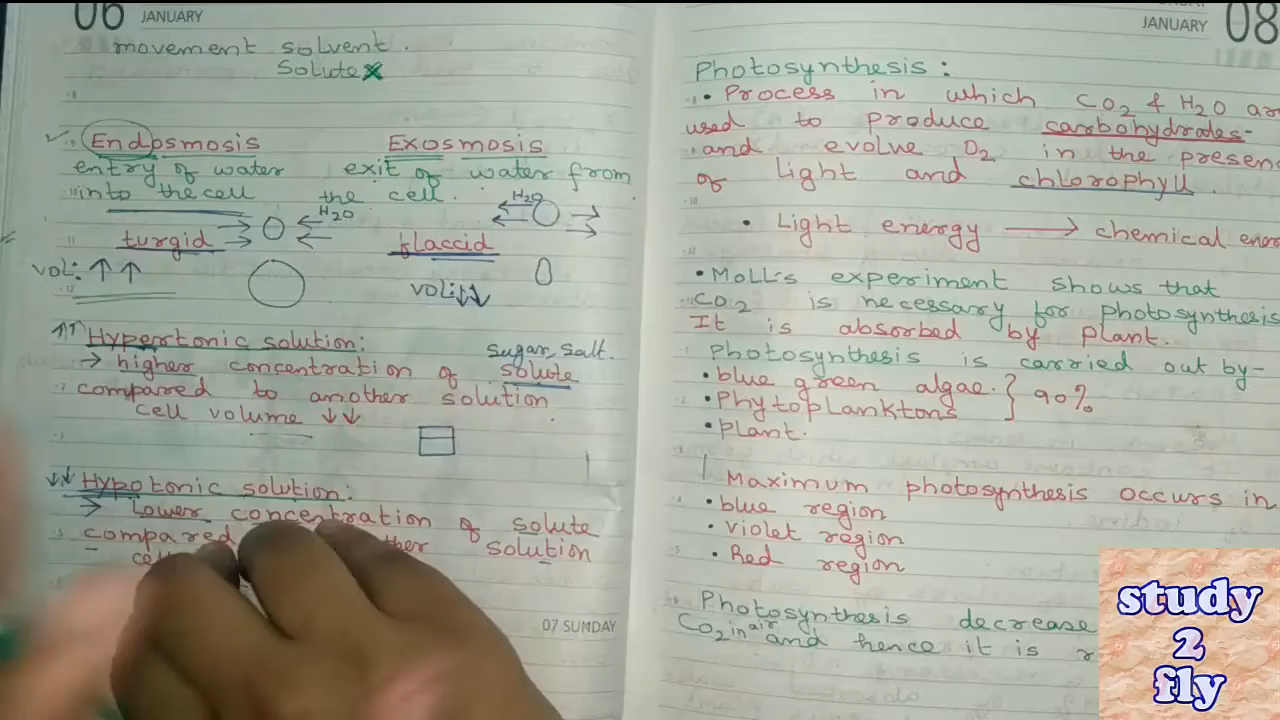 06 JANUARY
movement solvent.
Solute x
Endosmosis Exosmosis
entry of water exit of water from
into the cell the cell.
H2O H2O
turgid flaccid
vol: ↑ ↑
vol: ↓↓
↑↑ Hypertonic solution:
sugar, salt.
→ higher concentration of solute
compared to another solution
cell volume ↓↓
↓↓ Hypotonic solution:
→ Lower concentration of solute
compared solution
07 SUNDAY
JANUARY 08
Photosynthesis:
• Process in which CO2 & H2O ar
used to produce carbohydrates-
and evolve O2 in the presen
of Light and chlorophyll.
• Light energy → chemical ener
• Moll's experiment shows that
CO2 is necessary for photosynthesis
It is absorbed by plant.
Photosynthesis is carried out by-
• blue green algae. } 90%
• Phytoplanktons
• Plant.
Maximum photosynthesis occurs in
• blue region
• violet region
• Red region
Photosynthesis decrease
CO2 in air and hence it is r
study
2
fly